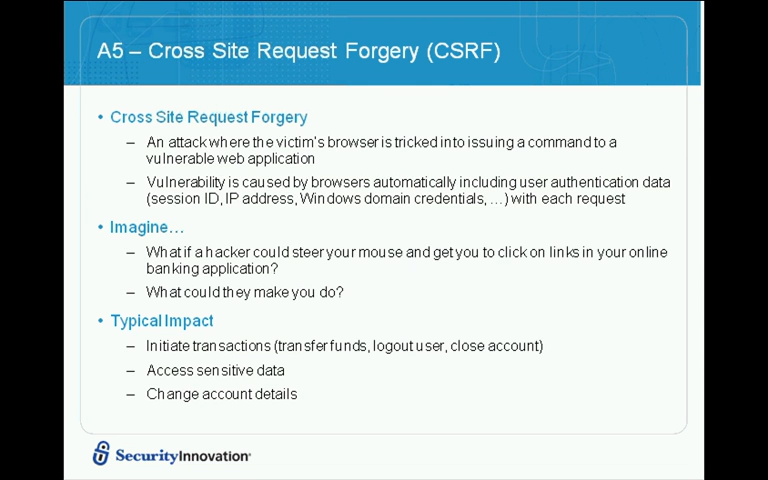 A5 – Cross Site Request Forgery (CSRF)
• Cross Site Request Forgery
– An attack where the victim's browser is tricked into issuing a command to a
vulnerable web application
– Vulnerability is caused by browsers automatically including user authentication data
(session ID, IP address, Windows domain credentials, …) with each request
• Imagine…
– What if a hacker could steer your mouse and get you to click on links in your online
banking application?
– What could they make you do?
• Typical Impact
– Initiate transactions (transfer funds, logout user, close account)
– Access sensitive data
– Change account details
SecurityInnovation